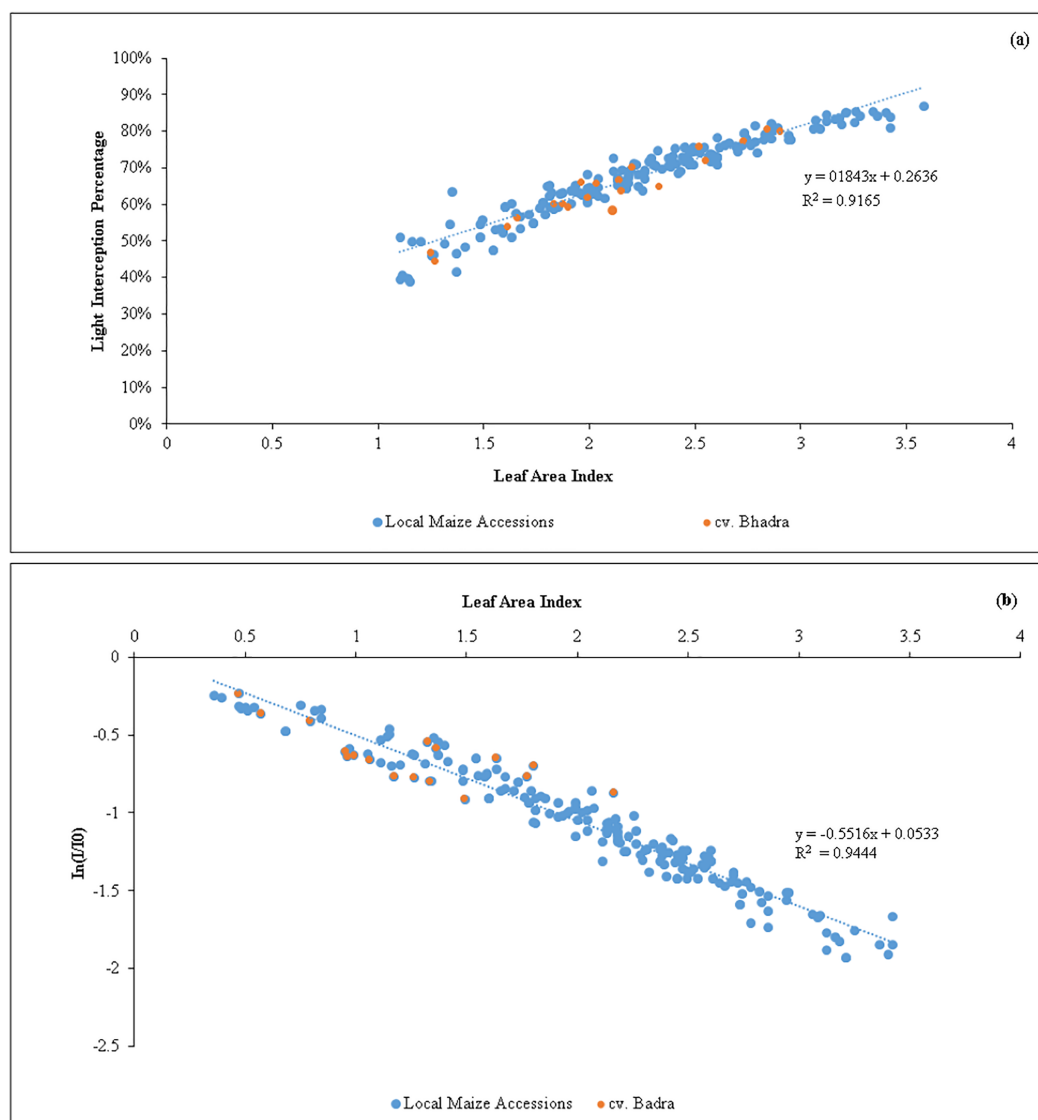 (a)
100%
90%
80%
70%
60%
50%
40%
30%
20%
10%
0%
Light Interception Percentage
y = 01843x + 0.2636
R² = 0.9165
0 0.5 1 1.5 2 2.5 3 3.5 4
Leaf Area Index
Local Maize Accessions cv. Bhadra
Leaf Area Index (b)
0 0.5 1 1.5 2 2.5 3 3.5 4
0
-0.5
-1
-1.5
-2
-2.5
In(I/I0)
y = -0.5516x + 0.0533
R² = 0.9444
Local Maize Accessions cv. Badra